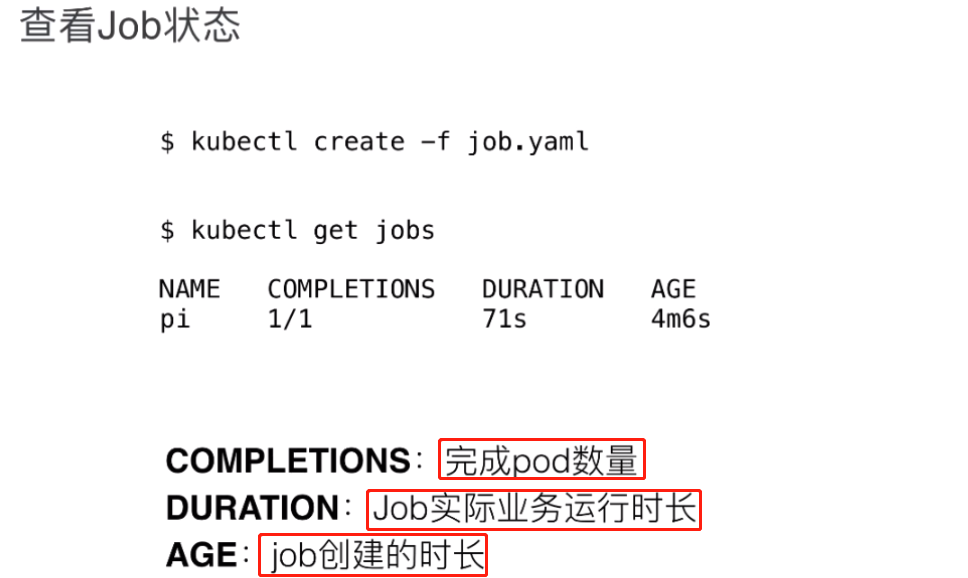 查看Job状态
$ kubectl create -f job.yaml
$ kubectl get jobs
NAME COMPLETIONS DURATION AGE
pi 1/1 71s 4m6s
COMPLETIONS：完成pod数量
DURATION：Job实际业务运行时长
AGE：job创建的时长